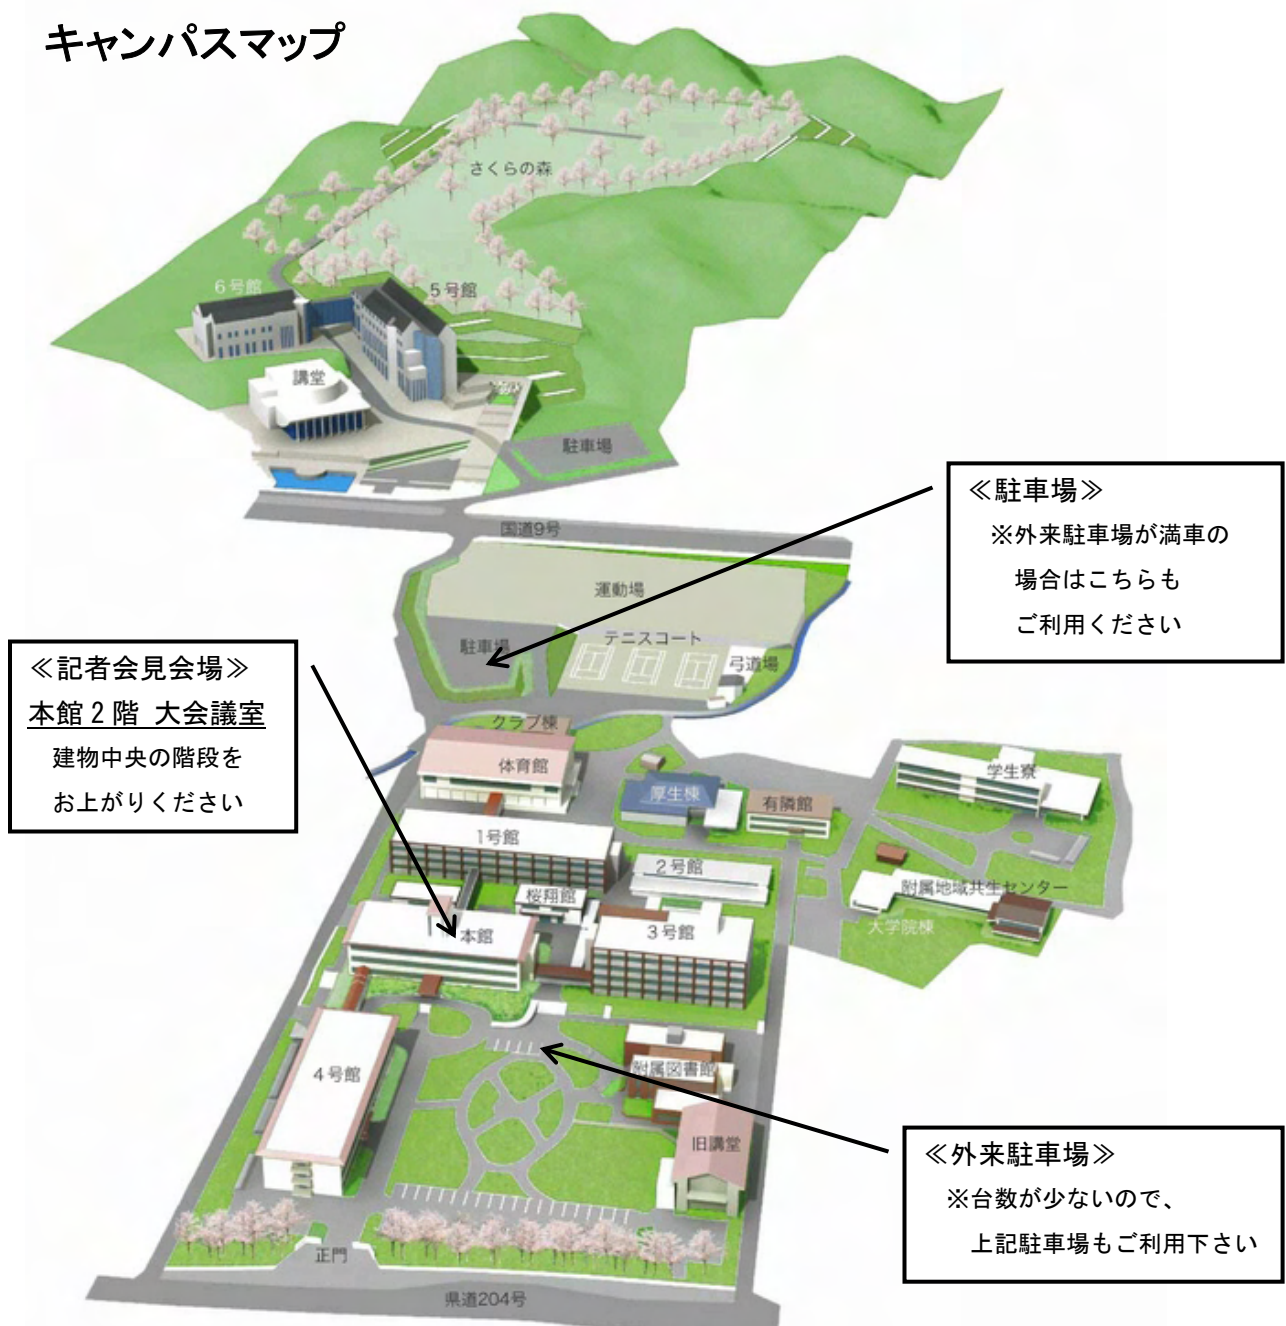 キャンパスマップ
さくらの森
6号館
5号館
講堂
駐車場
≪駐車場≫
※外来駐車場が満車の
場合はこちらも
ご利用ください
国道9号
運動場
駐車場
テニスコート
弓道場
≪記者会見会場≫
本館2階 大会議室
建物中央の階段を
お上がりください
クラブ棟
体育館
厚生棟
有隣館
学生寮
1号館
2号館
桜翔館
附属地域共生センター
大学院棟
本館
3号館
4号館
附属図書館
旧講堂
≪外来駐車場≫
※台数が少ないので、
上記駐車場もご利用下さい
正門
県道204号